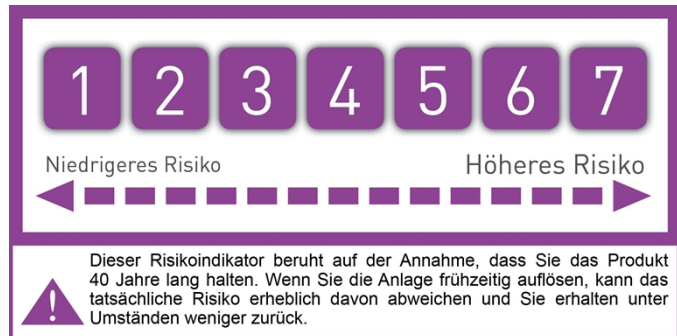 1 2 3 4 5 6 7
Niedrigeres Risiko Höheres Risiko
Dieser Risikoindikator beruht auf der Annahme, dass Sie das Produkt
40 Jahre lang halten. Wenn Sie die Anlage frühzeitig auflösen, kann das
tatsächliche Risiko erheblich davon abweichen und Sie erhalten unter
Umständen weniger zurück.